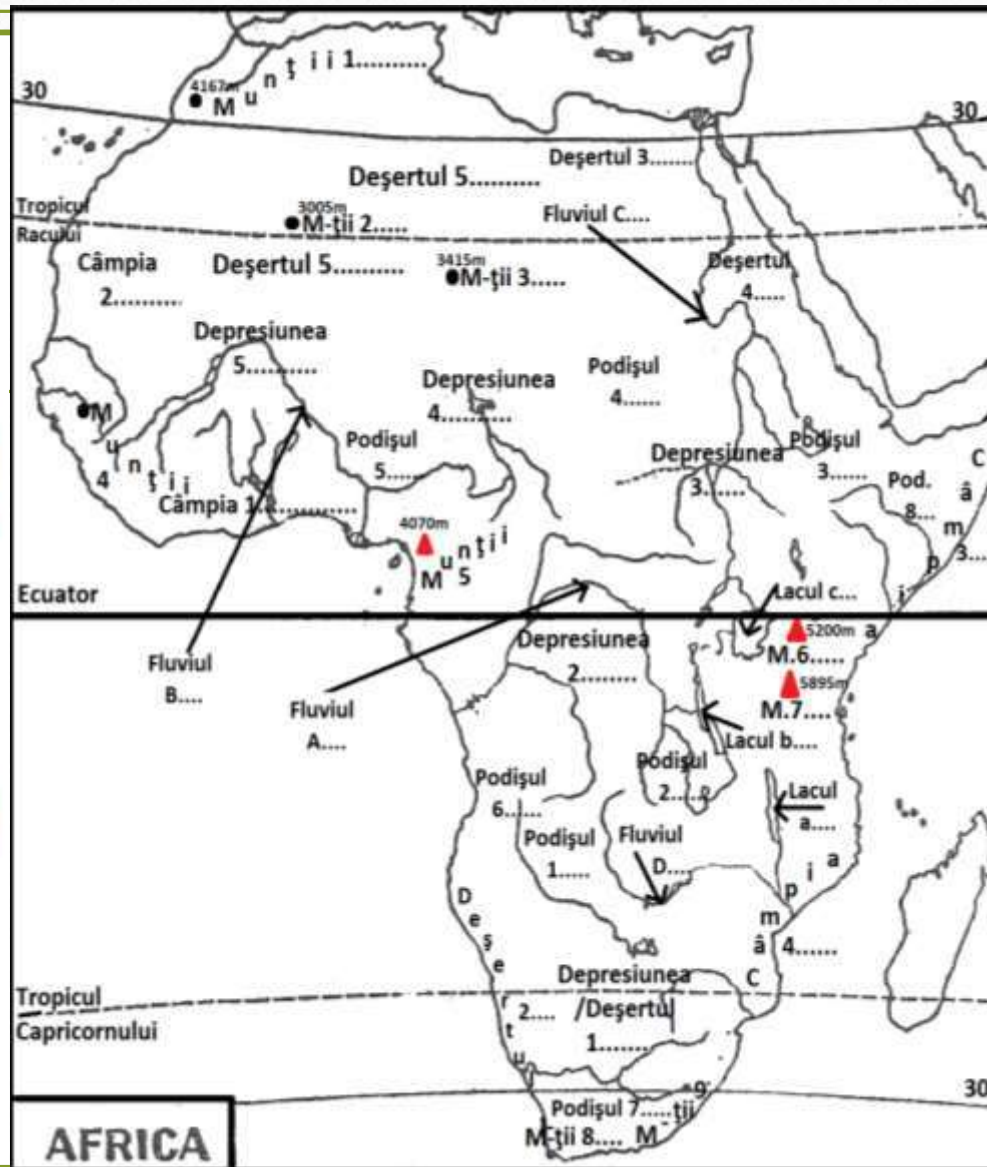 Munţii 1..........
4167m
30
30
Deşertul 3.......
Deşertul 5..........
Tropicul
Racului
3005m
M-ţii 2.....
Fluviul C....
Câmpia
2..........
Deşertul 5..........
3415m
M-ţii 3.....
Deşertul
4.....
Depresiunea
5..........
Depresiunea
4..........
Podişul
4......
Munţii
4
Podişul
5.....
Depresiunea
3......
Podişul
3......
Pod.
8...
Câmpia
3....
Câmpia 1.............
4070m
Munţii
5
Ecuator
Lacul c...
5200m
M.6.....
5895m
M.7....
Fluviul
B....
Fluviul
A....
Depresiunea
2........
Lacul b....
Podişul
6......
Podişul
2.....
Lacul
a....
Podişul
1.....
Fluviul
D....
Câmpia
4......
Deşertu
2....
Depresiunea
/Deşertul
1........
Tropicul
Capricornului
30
Podişul 7.....
M-ţii 8....
M-ţii
9
AFRICA